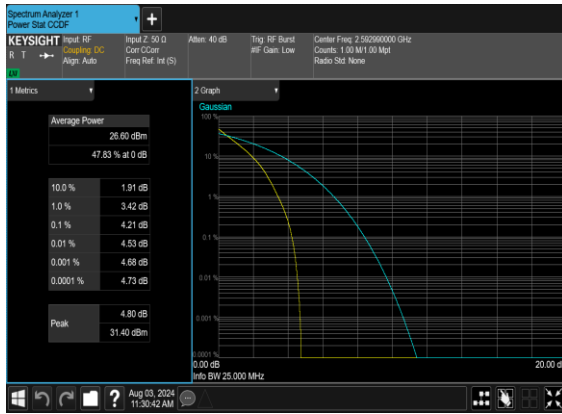 Spectrum Analyzer 1
Power Stat CCDF
+
KEYSIGHT
R T
LXI
Input: RF
Coupling: DC
Align: Auto
Input Z: 50 Ω
Corr CCorr
Freq Ref: Int (S)
Atten: 40 dB
Trig: RF Burst
#IF Gain: Low
Center Freq: 2.592990000 GHz
Counts: 1.00 M/1.00 Mpt
Radio Std: None
1 Metrics
Average Power
26.60 dBm
47.83 % at 0 dB
10.0 % 1.91 dB
1.0 % 3.42 dB
0.1 % 4.21 dB
0.01 % 4.53 dB
0.001 % 4.68 dB
0.0001 % 4.73 dB
Peak
4.80 dB
31.40 dBm
2 Graph
Gaussian
100 %
10 %
1 %
0.1 %
0.01 %
0.001 %
0.0001 %
0.00 dB
20.00 d
Info BW 25.000 MHz
?
Aug 03, 2024
11:30:42 AM